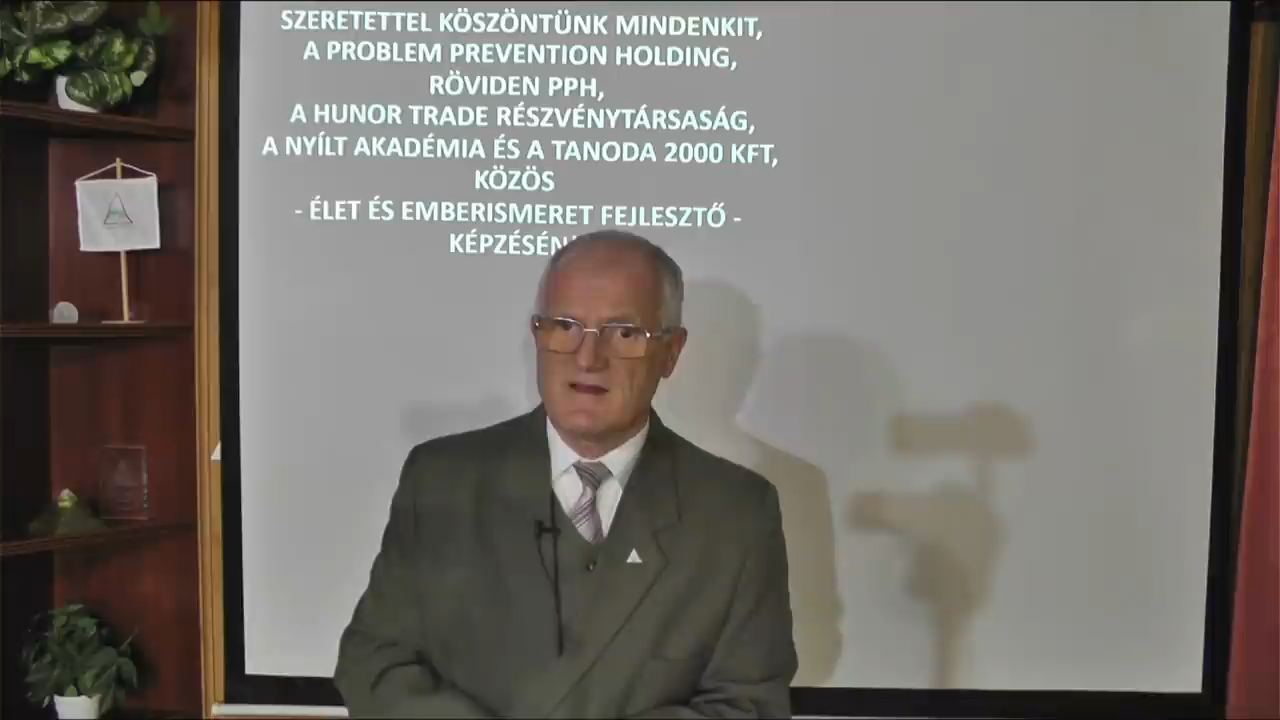 SZERETETTEL KÖSZÖNTÜNK MINDENKIT,
A PROBLEM PREVENTION HOLDING,
RÖVIDEN PPH,
A HUNOR TRADE RÉSZVÉNYTÁRSASÁG,
A NYÍLT AKADÉMIA ÉS A TANODA 2000 KFT,
KÖZÖS
- ÉLET ÉS EMBERISMERET FEJLESZTŐ -